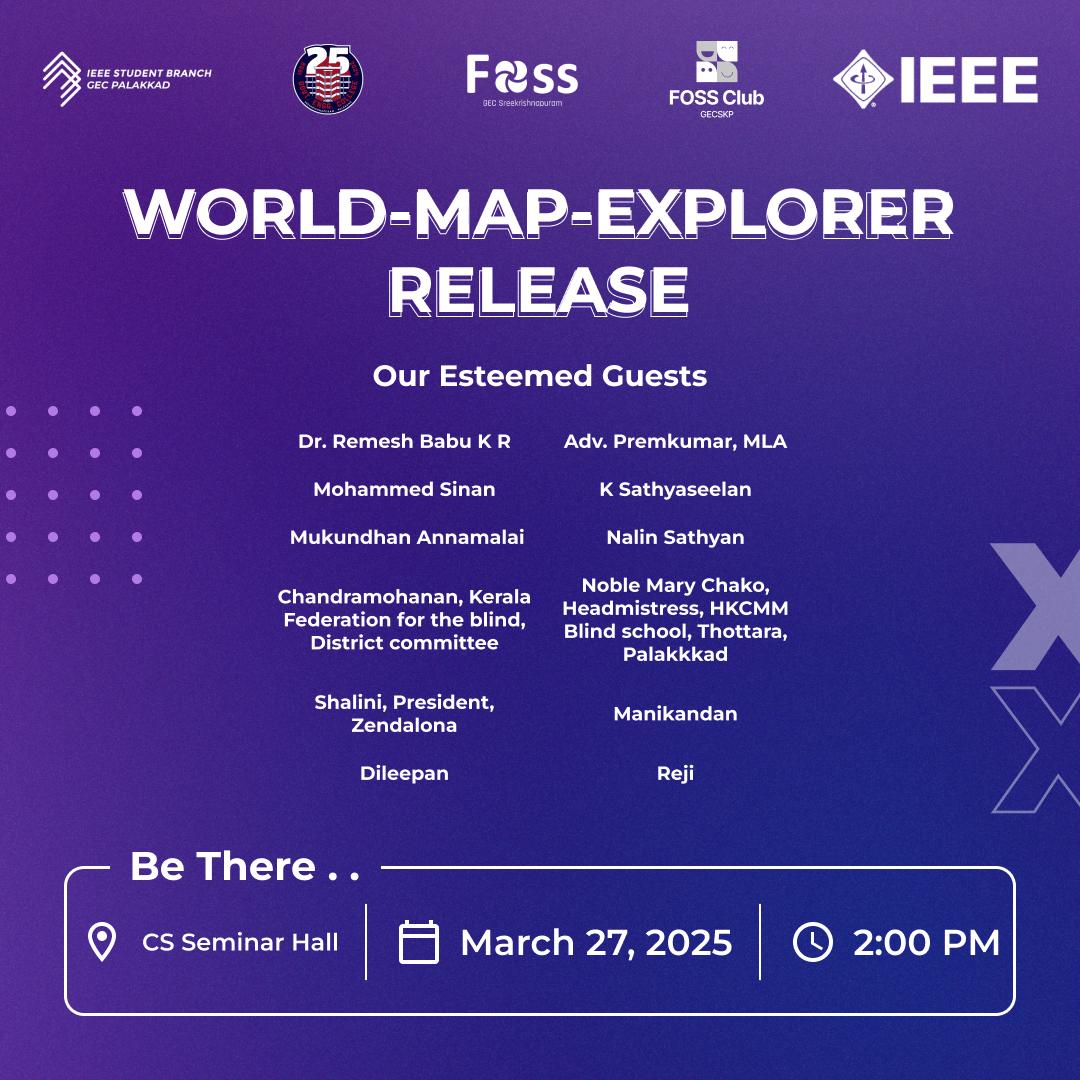 IEEE STUDENT BRANCH
GEC PALAKKAD
25
Foss
GEC Sreekrishnapuram
FOSS Club
GECSKP
IEEE
WORLD-MAP-EXPLORER
RELEASE
Our Esteemed Guests
Dr. Remesh Babu K R
Adv. Premkumar, MLA
Mohammed Sinan
K Sathyaseelan
Mukundhan Annamalai
Nalin Sathyan
Chandramohanan, Kerala
Federation for the blind,
District committee
Noble Mary Chako,
Headmistress, HKCMM
Blind school, Thottara,
Palakkkad
Shalini, President,
Zendalona
Manikandan
Dileepan
Reji
Be There . .
CS Seminar Hall
March 27, 2025
2:00 PM